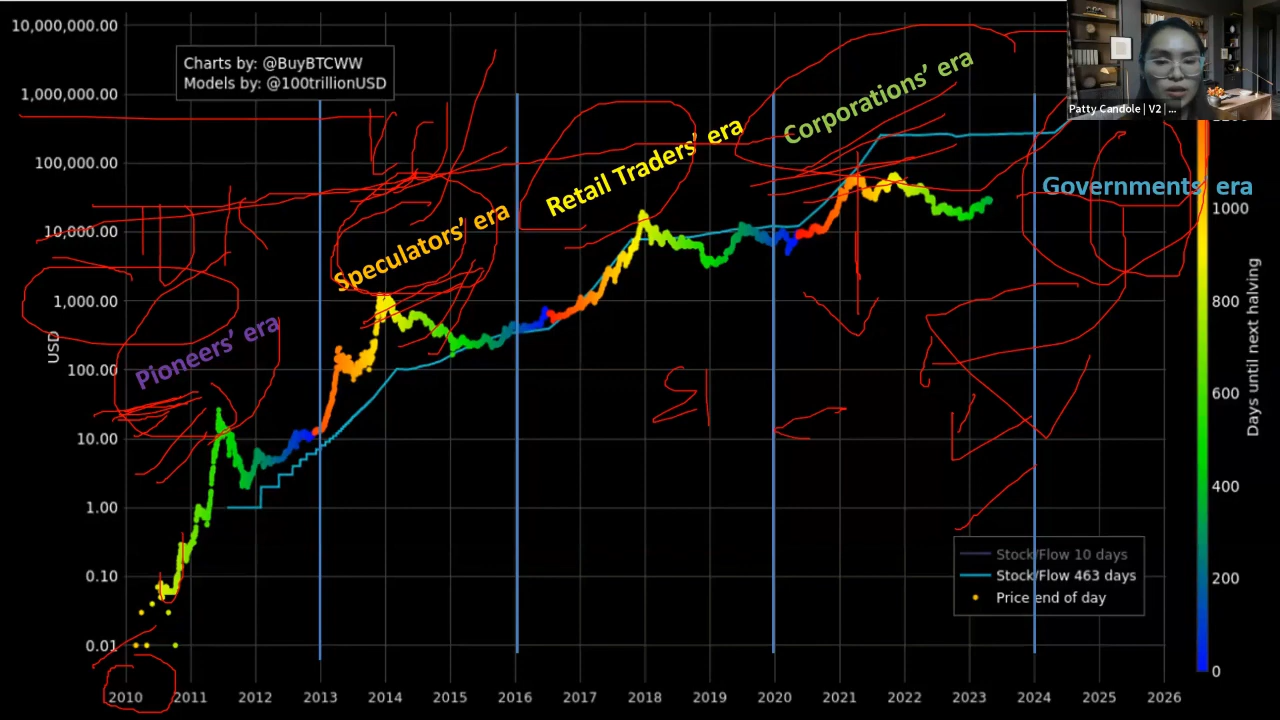 10,000,000.00
1,000,000.00
100,000.00
10,000.00
1,000.00
100.00
10.00
1.00
0.10
0.01
USD
Charts by: @BuyBTCWW
Models by: @100trillionUSD
Pioneers' era
Speculators' era
Retail Traders' era
Corporations' era
Governments' era
Patty Candole | V2 | ...
1000
800
600
400
200
0
Days until next halving
Stock/Flow 10 days
Stock/Flow 463 days
Price end of day
2010 2011 2012 2013 2014 2015 2016 2017 2018 2019 2020 2021 2022 2023 2024 2025 2026